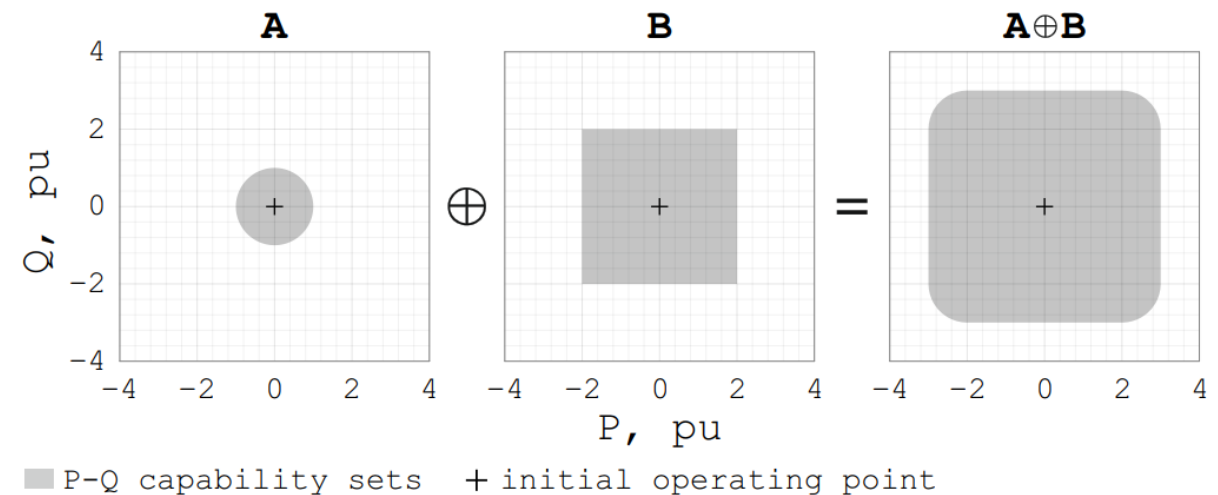 A B A⊕B
4
2
0
−2
−4
Q, pu
⊕ =
−4 −2 0 2 4 −4 −2 0 2 4 −4 −2 0 2 4
P, pu
P-Q capability sets + initial operating point